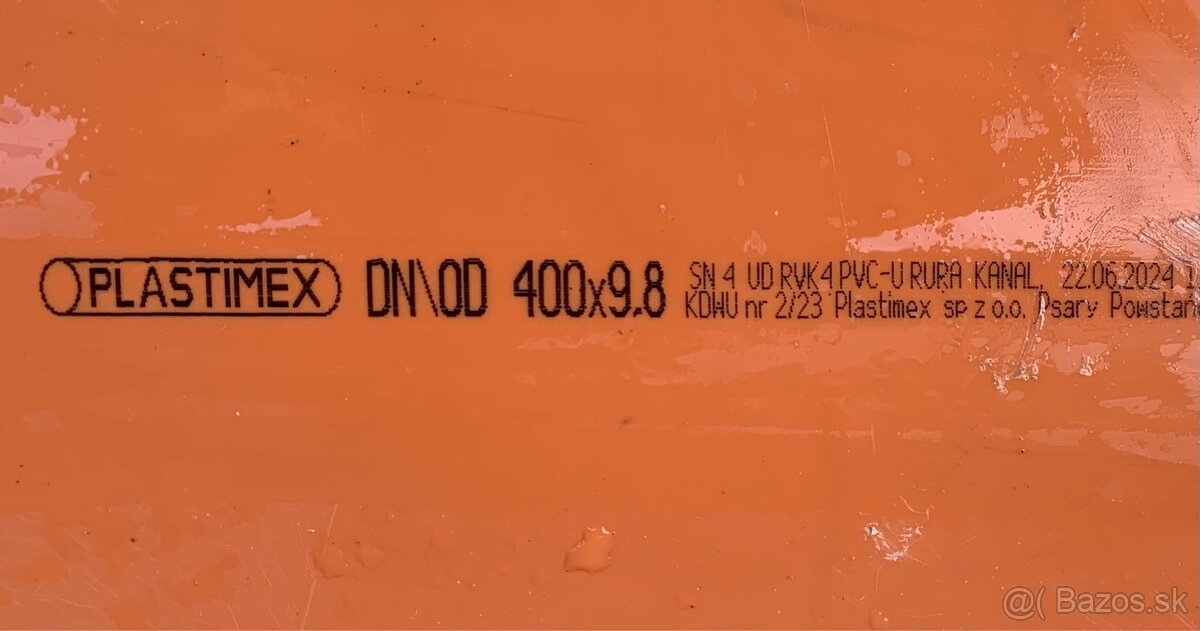 PLASTIMEX DN\OD 400x9.8
SN 4 UD RVK4 PVC-U RURA KANAL. 22.06.2024
KDWU nr 2/23 Plastimex sp z o.o. Psary
@( Bazos.sk